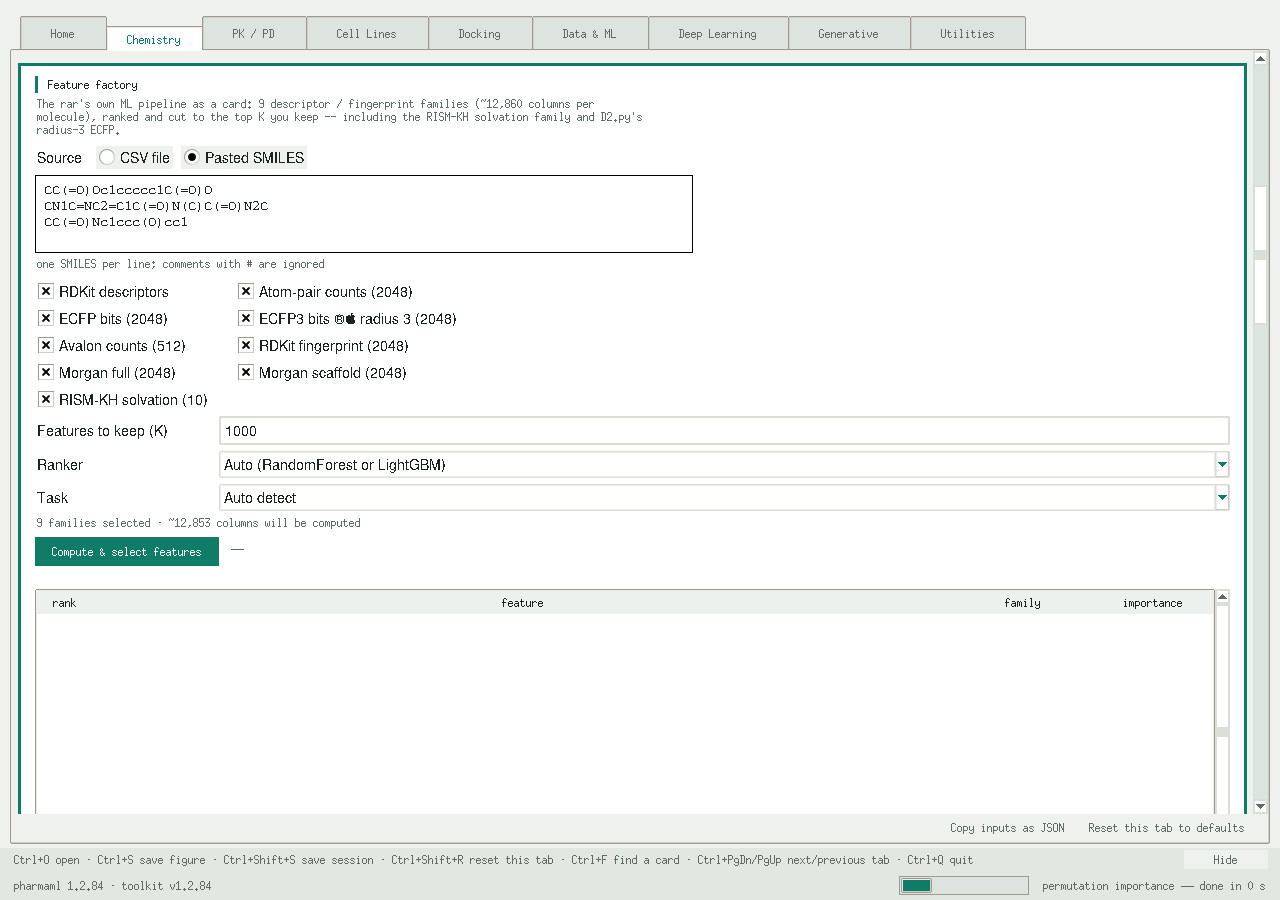 Home Chemistry PK / PD Cell Lines Docking Data & ML Deep Learning Generative Utilities
Feature factory
The rar's own ML pipeline as a card: 9 descriptor / fingerprint families (~12,860 columns per
molecule), ranked and cut to the top K you keep -- including the RISM-KH solvation family and D2.py's
radius-3 ECFP.
Source CSV file Pasted SMILES
CC(=O)Oc1ccccc1C(=O)O
CN1C=NC2=C1C(=O)N(C)C(=O)N2C
CC(=O)Nc1ccc(O)cc1
one SMILES per line; comments with # are ignored
RDKit descriptors Atom-pair counts (2048)
ECFP bits (2048) ECFP3 bits radius 3 (2048)
Avalon counts (512) RDKit fingerprint (2048)
Morgan full (2048) Morgan scaffold (2048)
RISM-KH solvation (10)
Features to keep (K) 1000
Ranker Auto (RandomForest or LightGBM)
Task Auto detect
9 families selected · ~12,853 columns will be computed
Compute & select features —
rank feature family importance
Copy inputs as JSON Reset this tab to defaults
Ctrl+O open · Ctrl+S save figure · Ctrl+Shift+S save session · Ctrl+Shift+R reset this tab · Ctrl+F find a card · Ctrl+PgDn/PgUp next/previous tab · Ctrl+Q quit Hide
pharmaml 1.2.84 · toolkit v1.2.84 permutation importance — done in 0 s